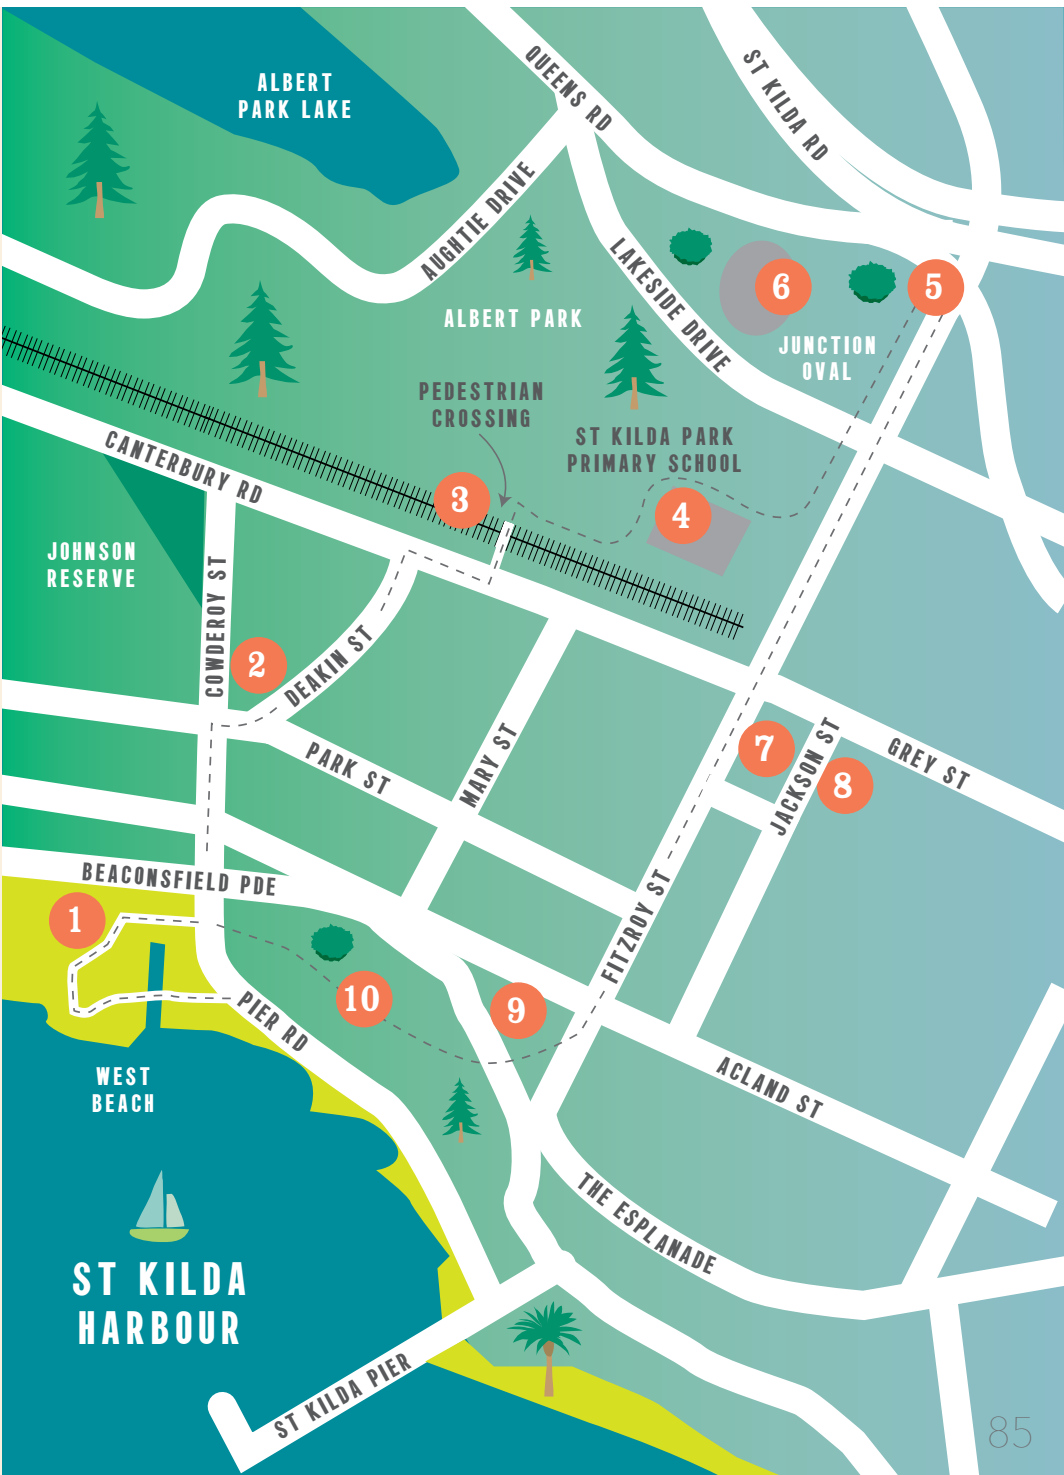 ALBERT
PARK LAKE
QUEENS RD
ST KILDA RD
AUGHTIE DRIVE
LAKESIDE DRIVE
6
5
ALBERT PARK
JUNCTION
OVAL
PEDESTRIAN
CROSSING
ST KILDA PARK
PRIMARY SCHOOL
CANTERBURY RD
3
4
JOHNSON
RESERVE
COWDEROY ST
2
DEAKIN ST
PARK ST
MARY ST
7
JACKSON ST
8
GREY ST
BEACONSFIELD PDE
FITZROY ST
1
10
9
PIER RD
WEST
BEACH
ACLAND ST
THE ESPLANADE
ST KILDA
HARBOUR
ST KILDA PIER
85